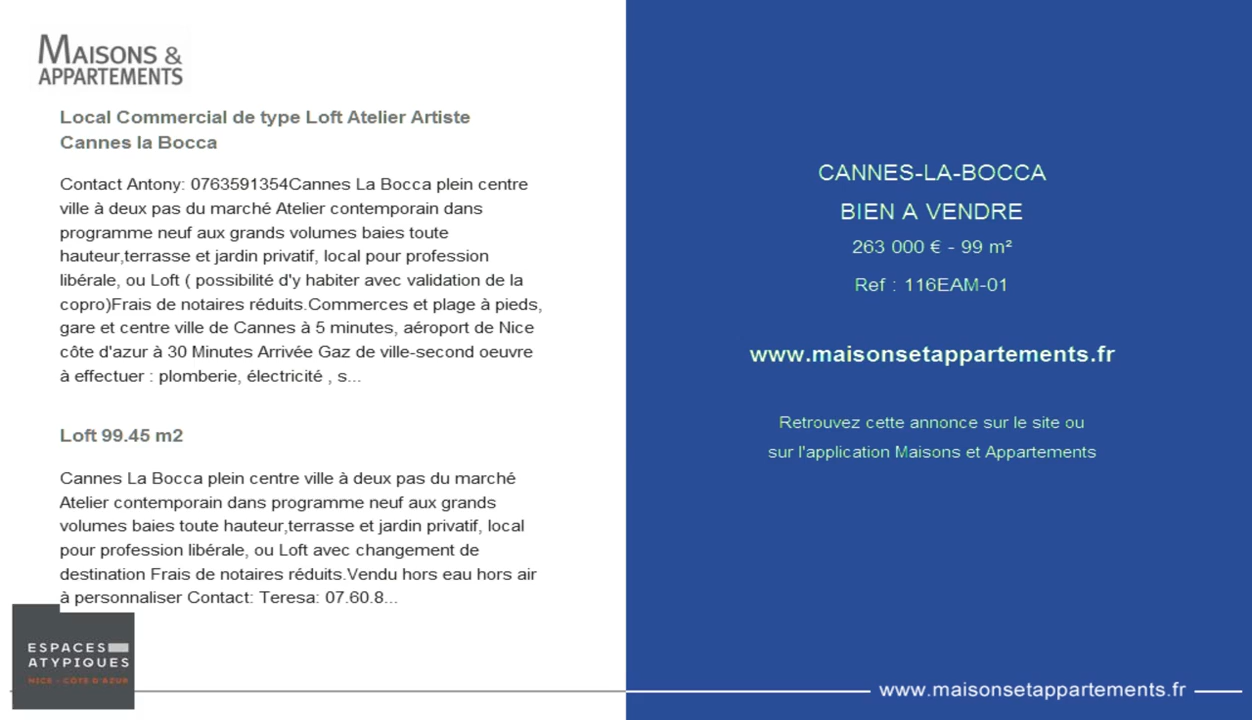 MAISONS &
APPARTEMENTS
Local Commercial de type Loft Atelier Artiste
Cannes la Bocca
Contact Antony: 0763591354Cannes La Bocca plein centre
ville à deux pas du marché Atelier contemporain dans
programme neuf aux grands volumes baies toute
hauteur,terrasse et jardin privatif, local pour profession
libérale, ou Loft ( possibilité d'y habiter avec validation de la
copro)Frais de notaires réduits.Commerces et plage à pieds,
gare et centre ville de Cannes à 5 minutes, aéroport de Nice
côte d'azur à 30 Minutes Arrivée Gaz de ville-second oeuvre
à effectuer : plomberie, électricité , s...
Loft 99.45 m2
Cannes La Bocca plein centre ville à deux pas du marché
Atelier contemporain dans programme neuf aux grands
volumes baies toute hauteur,terrasse et jardin privatif, local
pour profession libérale, ou Loft avec changement de
destination Frais de notaires réduits.Vendu hors eau hors air
à personnaliser Contact: Teresa: 07.60.8...
ESPACES
ATYPIQUES
NICE - CÔTE D'AZUR
CANNES-LA-BOCCA
BIEN A VENDRE
263 000 € - 99 m²
Ref : 116EAM-01
www.maisonsetappartements.fr
Retrouvez cette annonce sur le site ou
sur l'application Maisons et Appartements
www.maisonsetappartements.fr